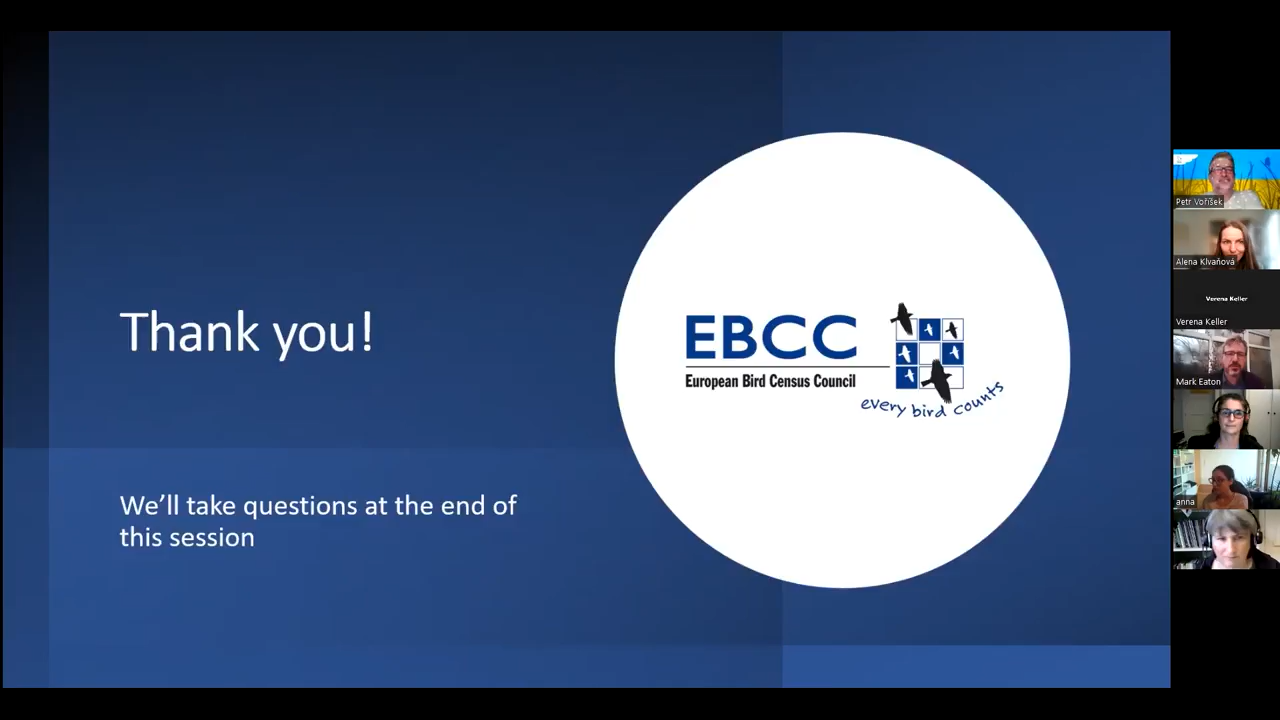 Thank you!
We'll take questions at the end of
this session
EBCC
European Bird Census Council
every bird counts
Petr Voříšek
Alena Klvaňová
Verena Keller
Verena Keller
Mark Eaton
anna